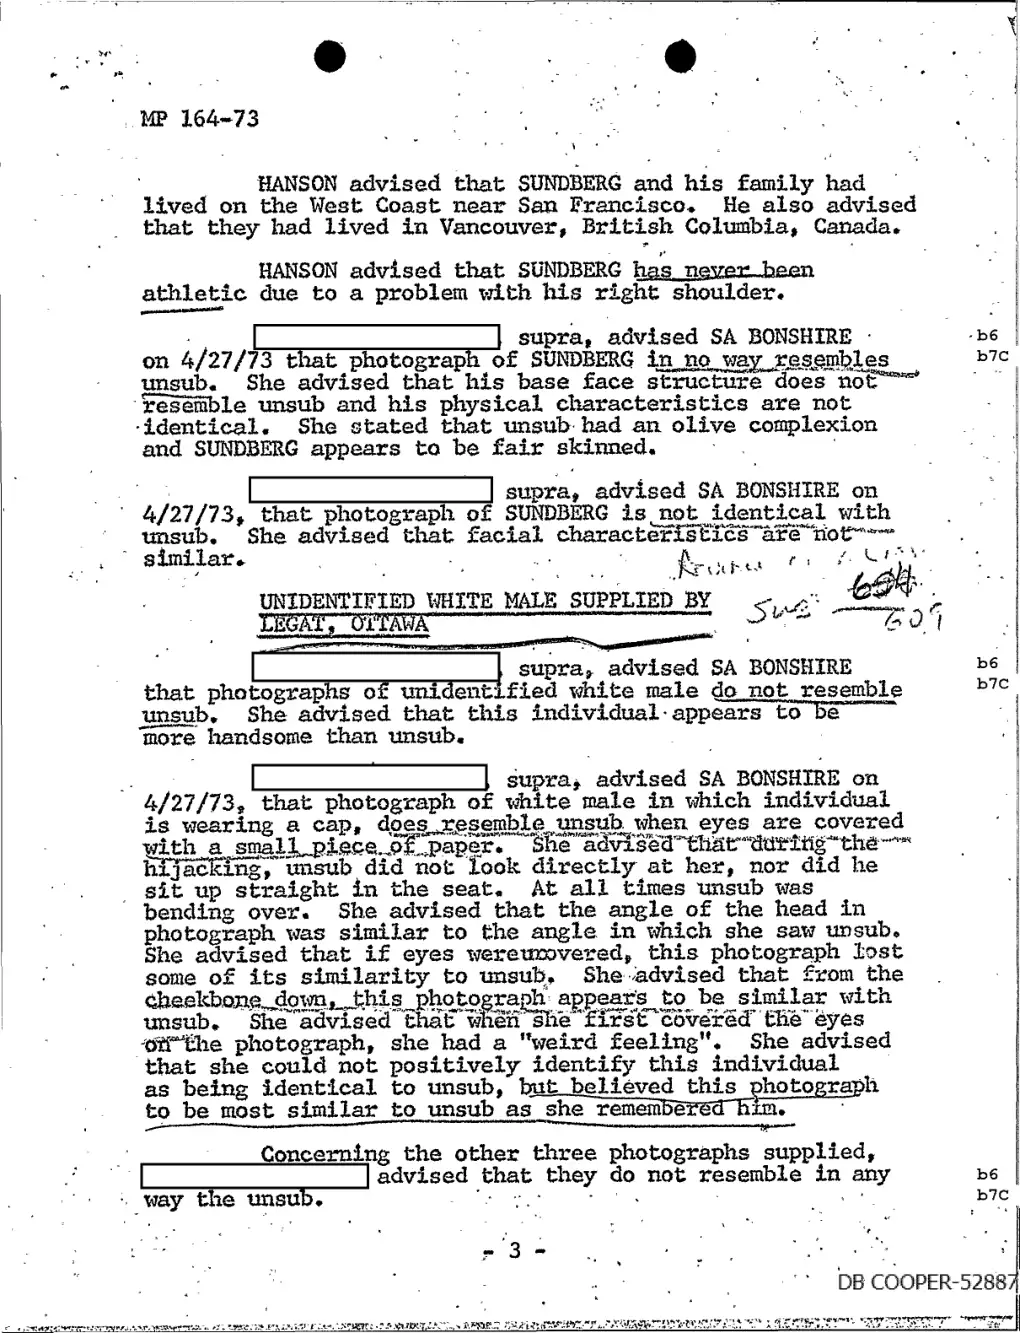 MP 164-73
HANSON advised that SUNDBERG and his family had
lived on the West Coast near San Francisco. He also advised
that they had lived in Vancouver, British Columbia, Canada.
HANSON advised that SUNDBERG has never been
athletic due to a problem with his right shoulder.
supra, advised SA BONSHIRE
b6
on 4/27/73 that photograph of SUNDBERG in no way resembles
b7C
unsub. She advised that his base face structure does not
resemble unsub and his physical characteristics are not
identical. She stated that unsub had an olive complexion
and SUNDBERG appears to be fair skinned.
supra, advised SA BONSHIRE on
4/27/73, that photograph of SUNDBERG is not identical with
unsub. She advised that facial characteristics are not
similar.
UNIDENTIFIED WHITE MALE SUPPLIED BY
LEGAT, OTTAWA
Sus 604
609
supra, advised SA BONSHIRE
b6
that photographs of unidentified white male do not resemble
b7C
unsub. She advised that this individual appears to be
more handsome than unsub.
, supra, advised SA BONSHIRE on
4/27/73, that photograph of white male in which individual
is wearing a cap, does resemble unsub when eyes are covered
with a small piece of paper. She advised that during the
hijacking, unsub did not look directly at her, nor did he
sit up straight in the seat. At all times unsub was
bending over. She advised that the angle of the head in
photograph was similar to the angle in which she saw unsub.
She advised that if eyes wereuncovered, this photograph lost
some of its similarity to unsub. She advised that from the
cheekbone down, this photograph appears to be similar with
unsub. She advised that when she first covered the eyes
on the photograph, she had a "weird feeling". She advised
that she could not positively identify this individual
as being identical to unsub, but believed this photograph
to be most similar to unsub as she remembered him.
Concerning the other three photographs supplied,
advised that they do not resemble in any
b6
way the unsub.
b7C
- 3 -
DB COOPER-52887